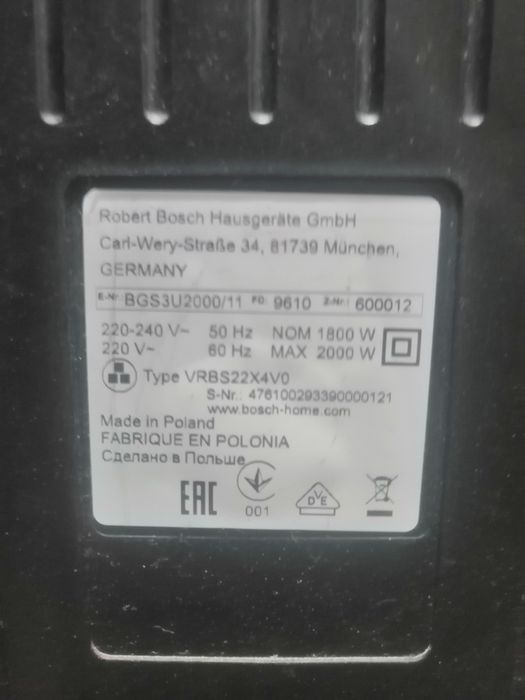 Robert Bosch Hausgeräte GmbH
Carl-Wery-Straße 34, 81739 München,
GERMANY
E-Nr. BGS3U2000/11 FD. 9610 Z-Nr.: 600012
220-240 V~ 50 Hz NOM 1800 W
220 V~ 60 Hz MAX 2000 W
Type VRBS22X4V0
S-Nr.: 476100293390000121
www.bosch-home.com
Made in Poland
FABRIQUE EN POLONIA
Сделано в Польше
EAC
001
DVE